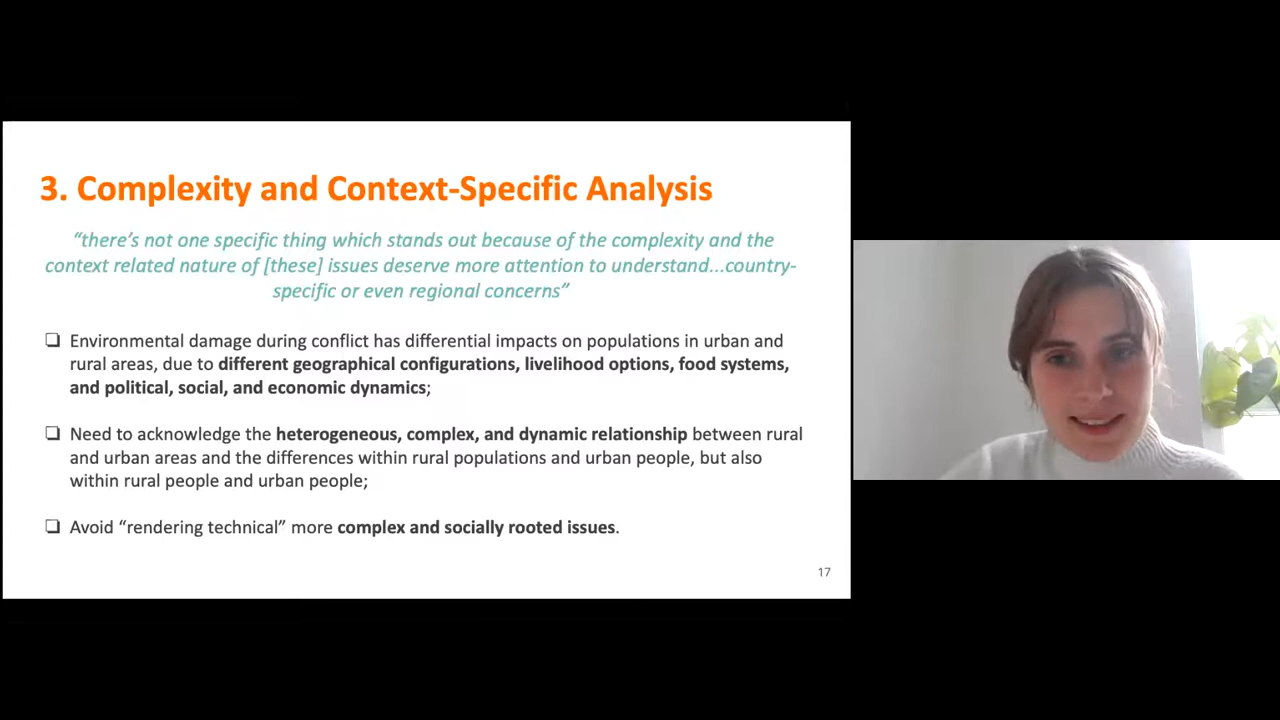 3. Complexity and Context-Specific Analysis
“there’s not one specific thing which stands out because of the complexity and the
context related nature of [these] issues deserve more attention to understand...country-
specific or even regional concerns”
❑ Environmental damage during conflict has differential impacts on populations in urban and
rural areas, due to different geographical configurations, livelihood options, food systems,
and political, social, and economic dynamics;
❑ Need to acknowledge the heterogeneous, complex, and dynamic relationship between rural
and urban areas and the differences within rural populations and urban people, but also
within rural people and urban people;
❑ Avoid “rendering technical” more complex and socially rooted issues.
17